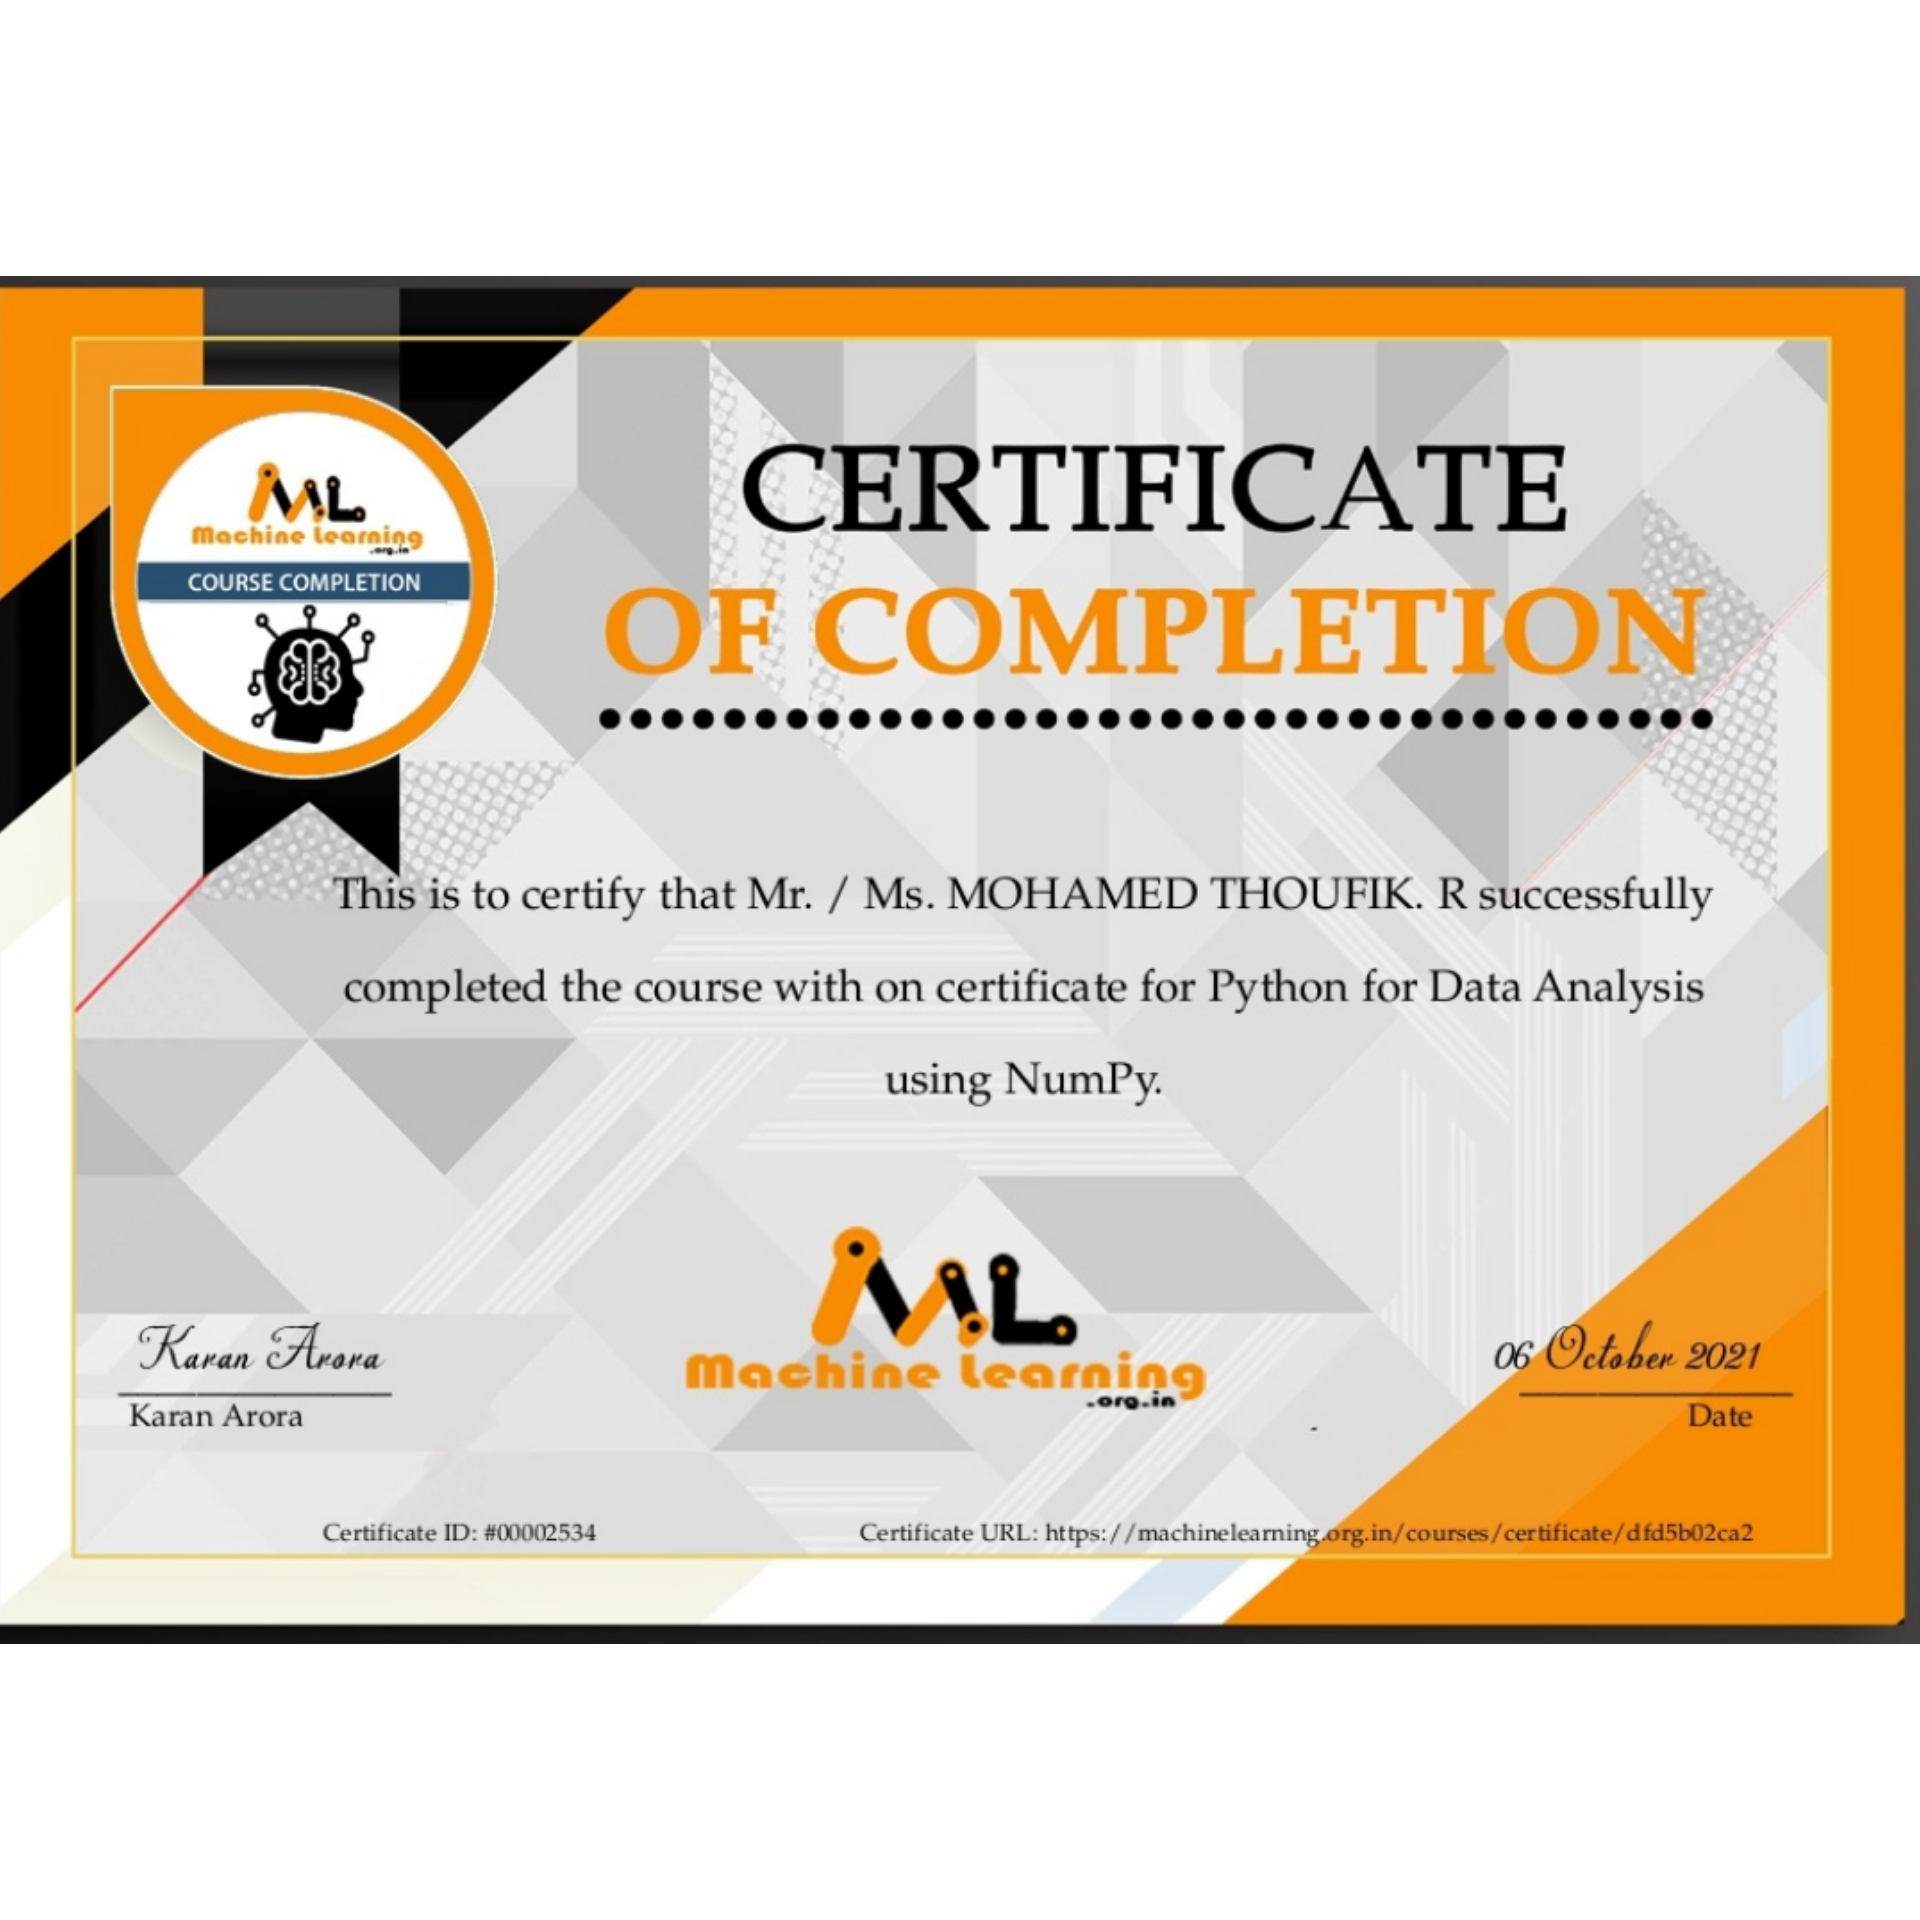 ML
Machine Learning
.org.in
COURSE COMPLETION
CERTIFICATE
OF COMPLETION
This is to certify that Mr. / Ms. MOHAMED THOUFIK. R successfully
completed the course with on certificate for Python for Data Analysis
using NumPy.
ML
Machine Learning
.org.in
Karan Arora
Karan Arora
06 October 2021
Date
Certificate ID: #00002534
Certificate URL: https://machinelearning.org.in/courses/certificate/dfd5b02ca2